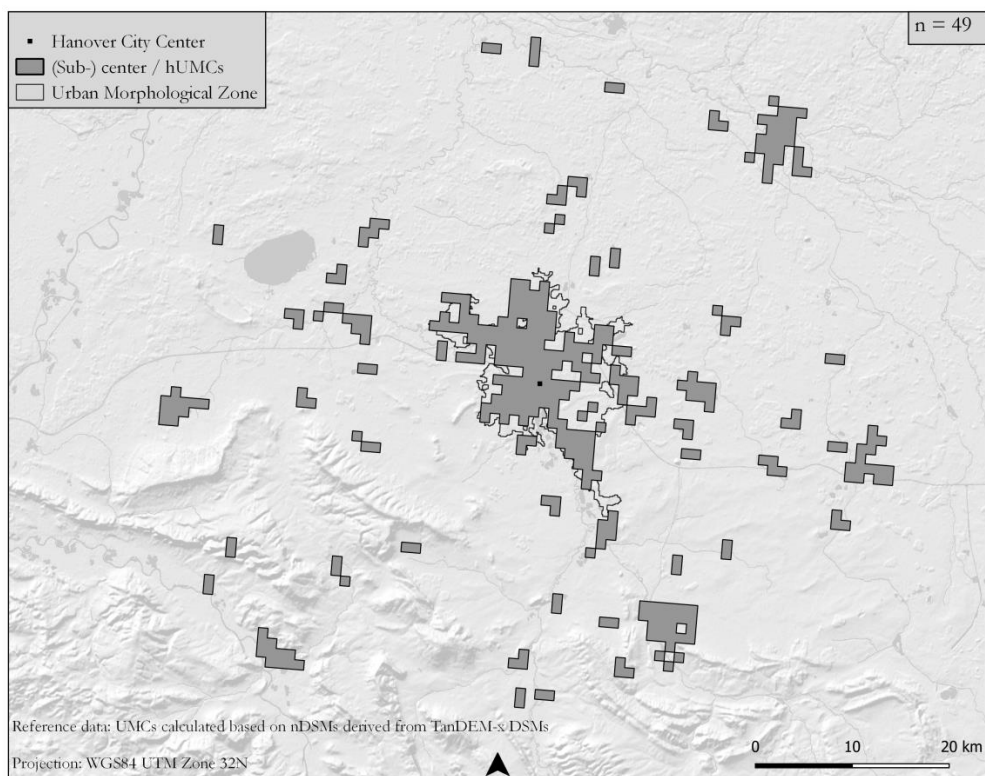 Hanover City Center
(Sub-) center / hUMCs
Urban Morphological Zone
n = 49
Reference data: UMCs calculated based on nDSMs derived from TanDEM-x DSMs
Projection: WGS84 UTM Zone 32N
0 10 20 km